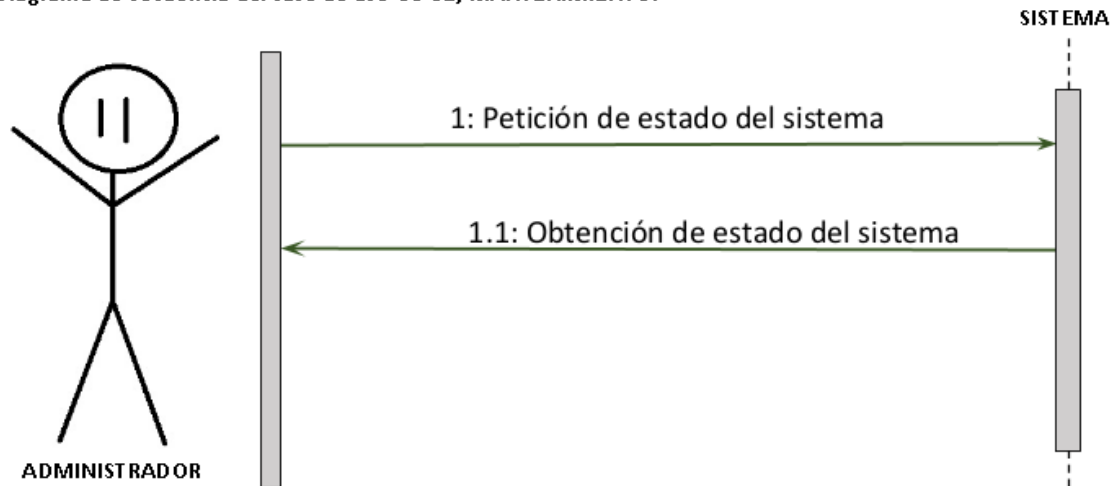 SISTEMA
1: Petición de estado del sistema
1.1: Obtención de estado del sistema
ADMINISTRADOR